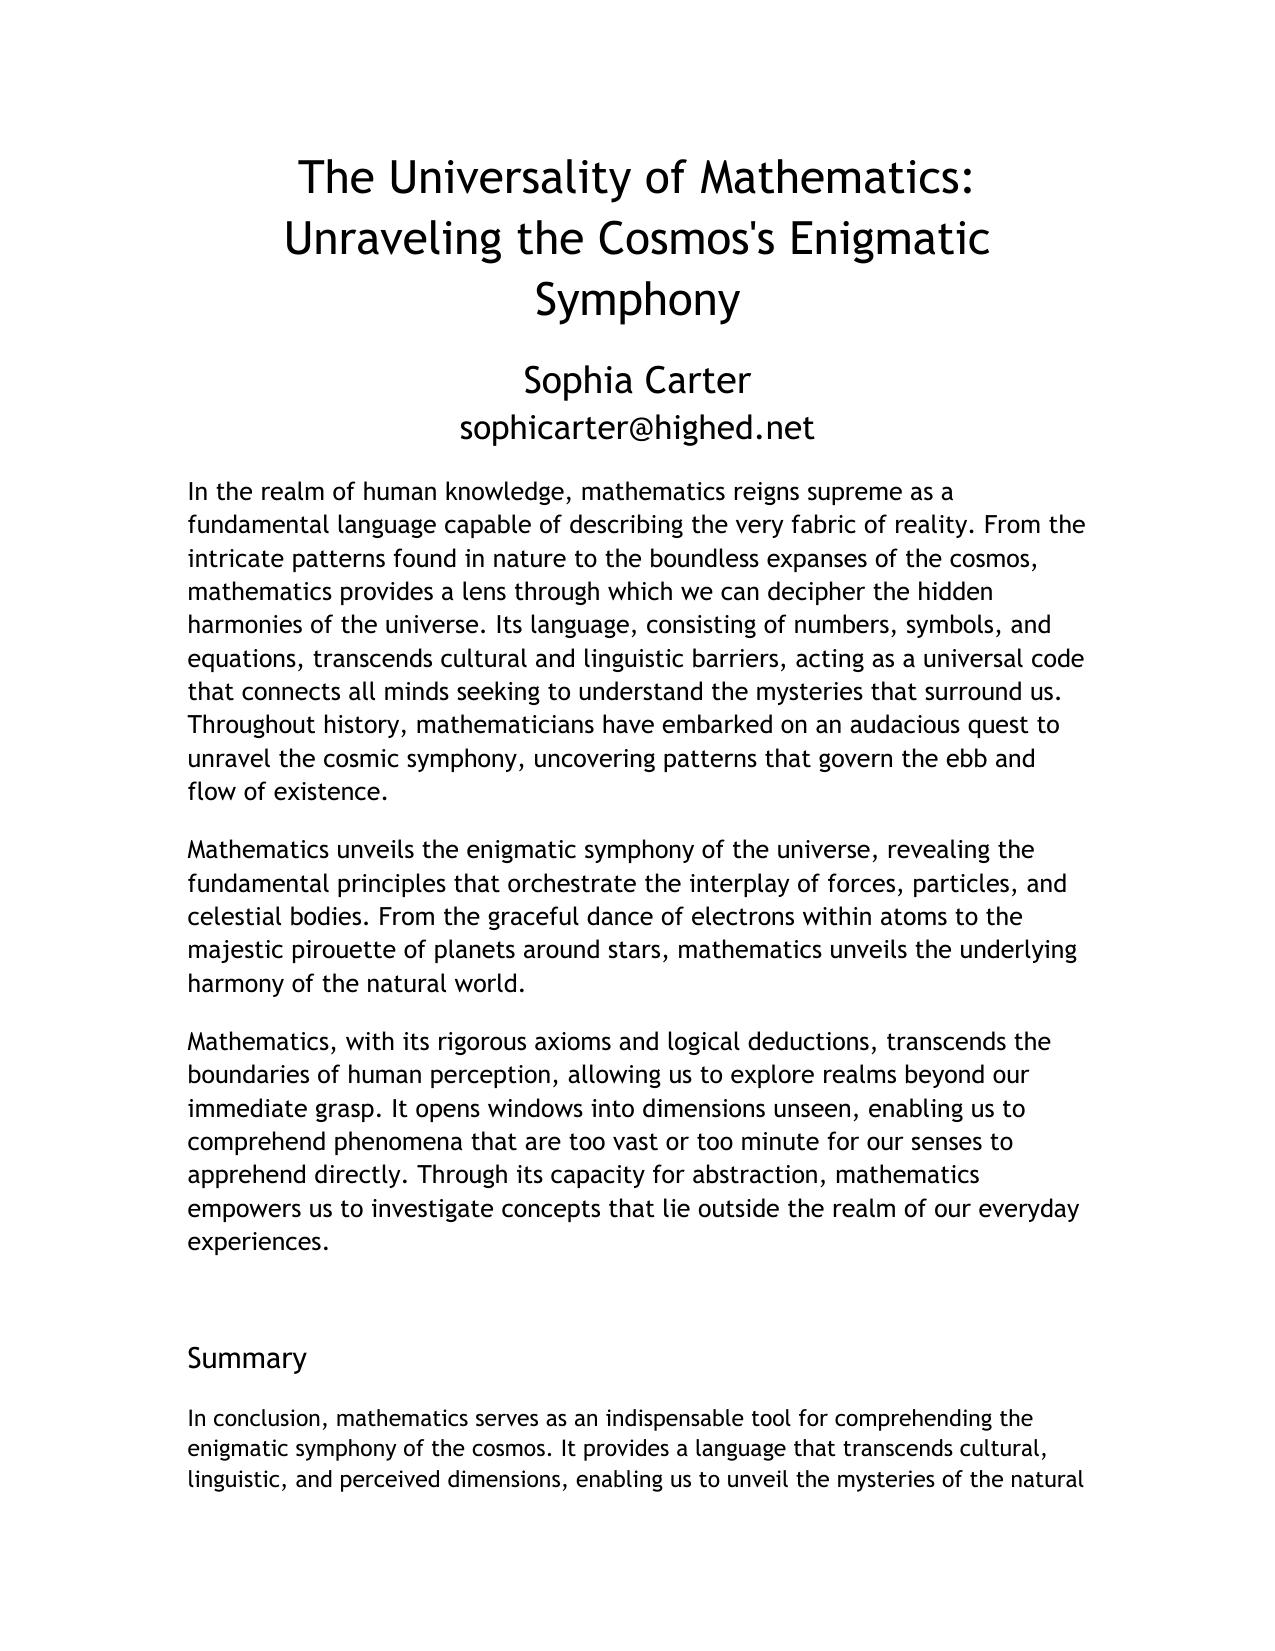 The Universality of Mathematics:
Unraveling the Cosmos's Enigmatic
Symphony
Sophia Carter
sophicarter@highed.net
In the realm of human knowledge, mathematics reigns supreme as a
fundamental language capable of describing the very fabric of reality. From the
intricate patterns found in nature to the boundless expanses of the cosmos,
mathematics provides a lens through which we can decipher the hidden
harmonies of the universe. Its language, consisting of numbers, symbols, and
equations, transcends cultural and linguistic barriers, acting as a universal code
that connects all minds seeking to understand the mysteries that surround us.
Throughout history, mathematicians have embarked on an audacious quest to
unravel the cosmic symphony, uncovering patterns that govern the ebb and
flow of existence.
Mathematics unveils the enigmatic symphony of the universe, revealing the
fundamental principles that orchestrate the interplay of forces, particles, and
celestial bodies. From the graceful dance of electrons within atoms to the
majestic pirouette of planets around stars, mathematics unveils the underlying
harmony of the natural world.
Mathematics, with its rigorous axioms and logical deductions, transcends the
boundaries of human perception, allowing us to explore realms beyond our
immediate grasp. It opens windows into dimensions unseen, enabling us to
comprehend phenomena that are too vast or too minute for our senses to
apprehend directly. Through its capacity for abstraction, mathematics
empowers us to investigate concepts that lie outside the realm of our everyday
experiences.
Summary
In conclusion, mathematics serves as an indispensable tool for comprehending the
enigmatic symphony of the cosmos. It provides a language that transcends cultural,
linguistic, and perceived dimensions, enabling us to unveil the mysteries of the natural